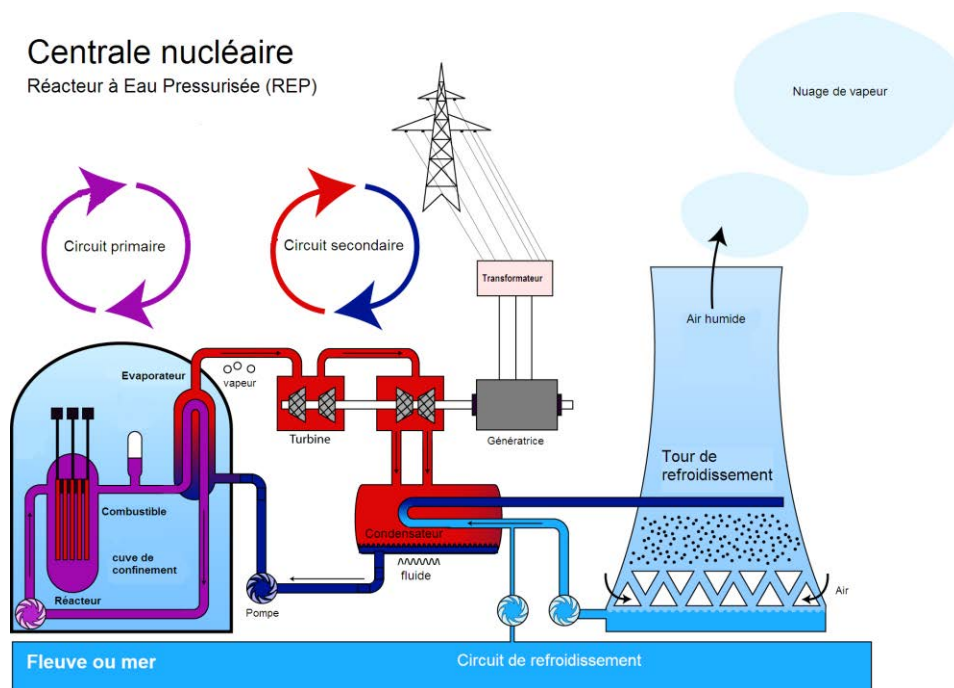 Centrale nucléaire
Réacteur à Eau Pressurisée (REP)
Nuage de vapeur
Circuit primaire
Circuit secondaire
Transformateur
Air humide
Evaporateur
vapeur
Turbine
Génératrice
Tour de
refroidissement
Combustible
Condensateur
cuve de
confinement
fluide
Réacteur
Pompe
Air
Fleuve ou mer
Circuit de refroidissement